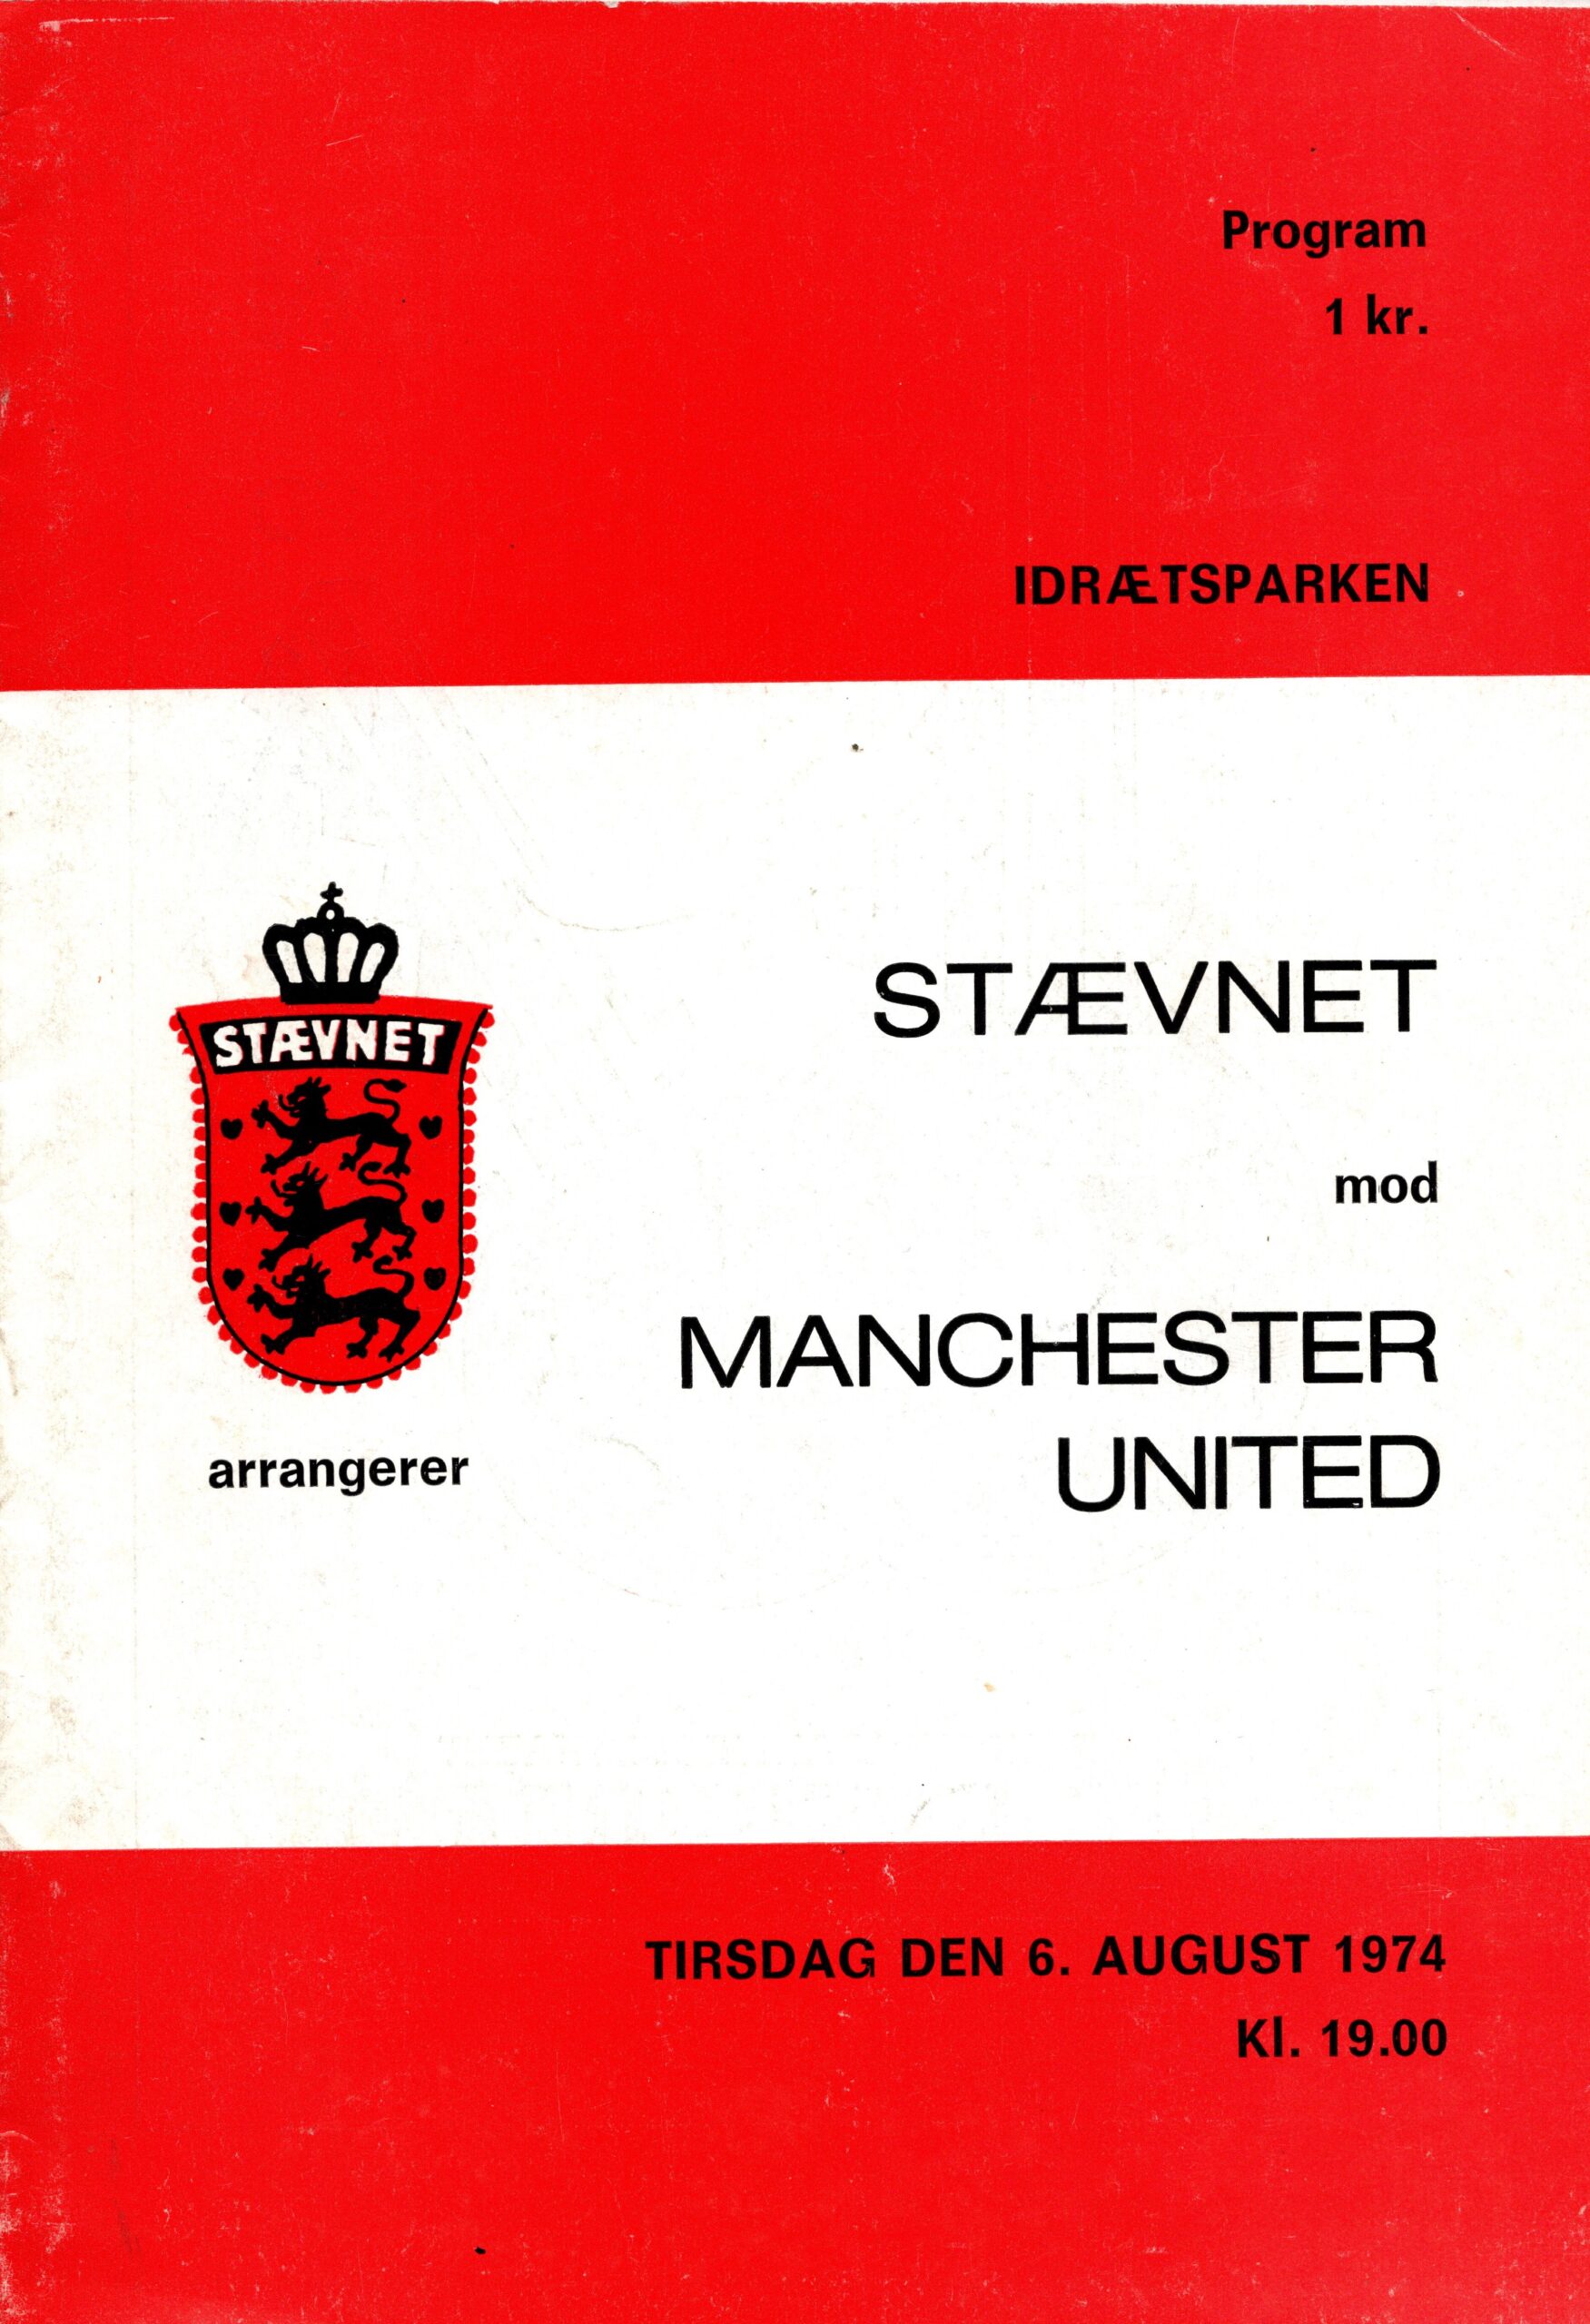 Program
1 kr.
IDRÆTSPARKEN
STÆVNET
STÆVNET
mod
MANCHESTER
UNITED
arrangerer
TIRSDAG DEN 6. AUGUST 1974
Kl. 19.00